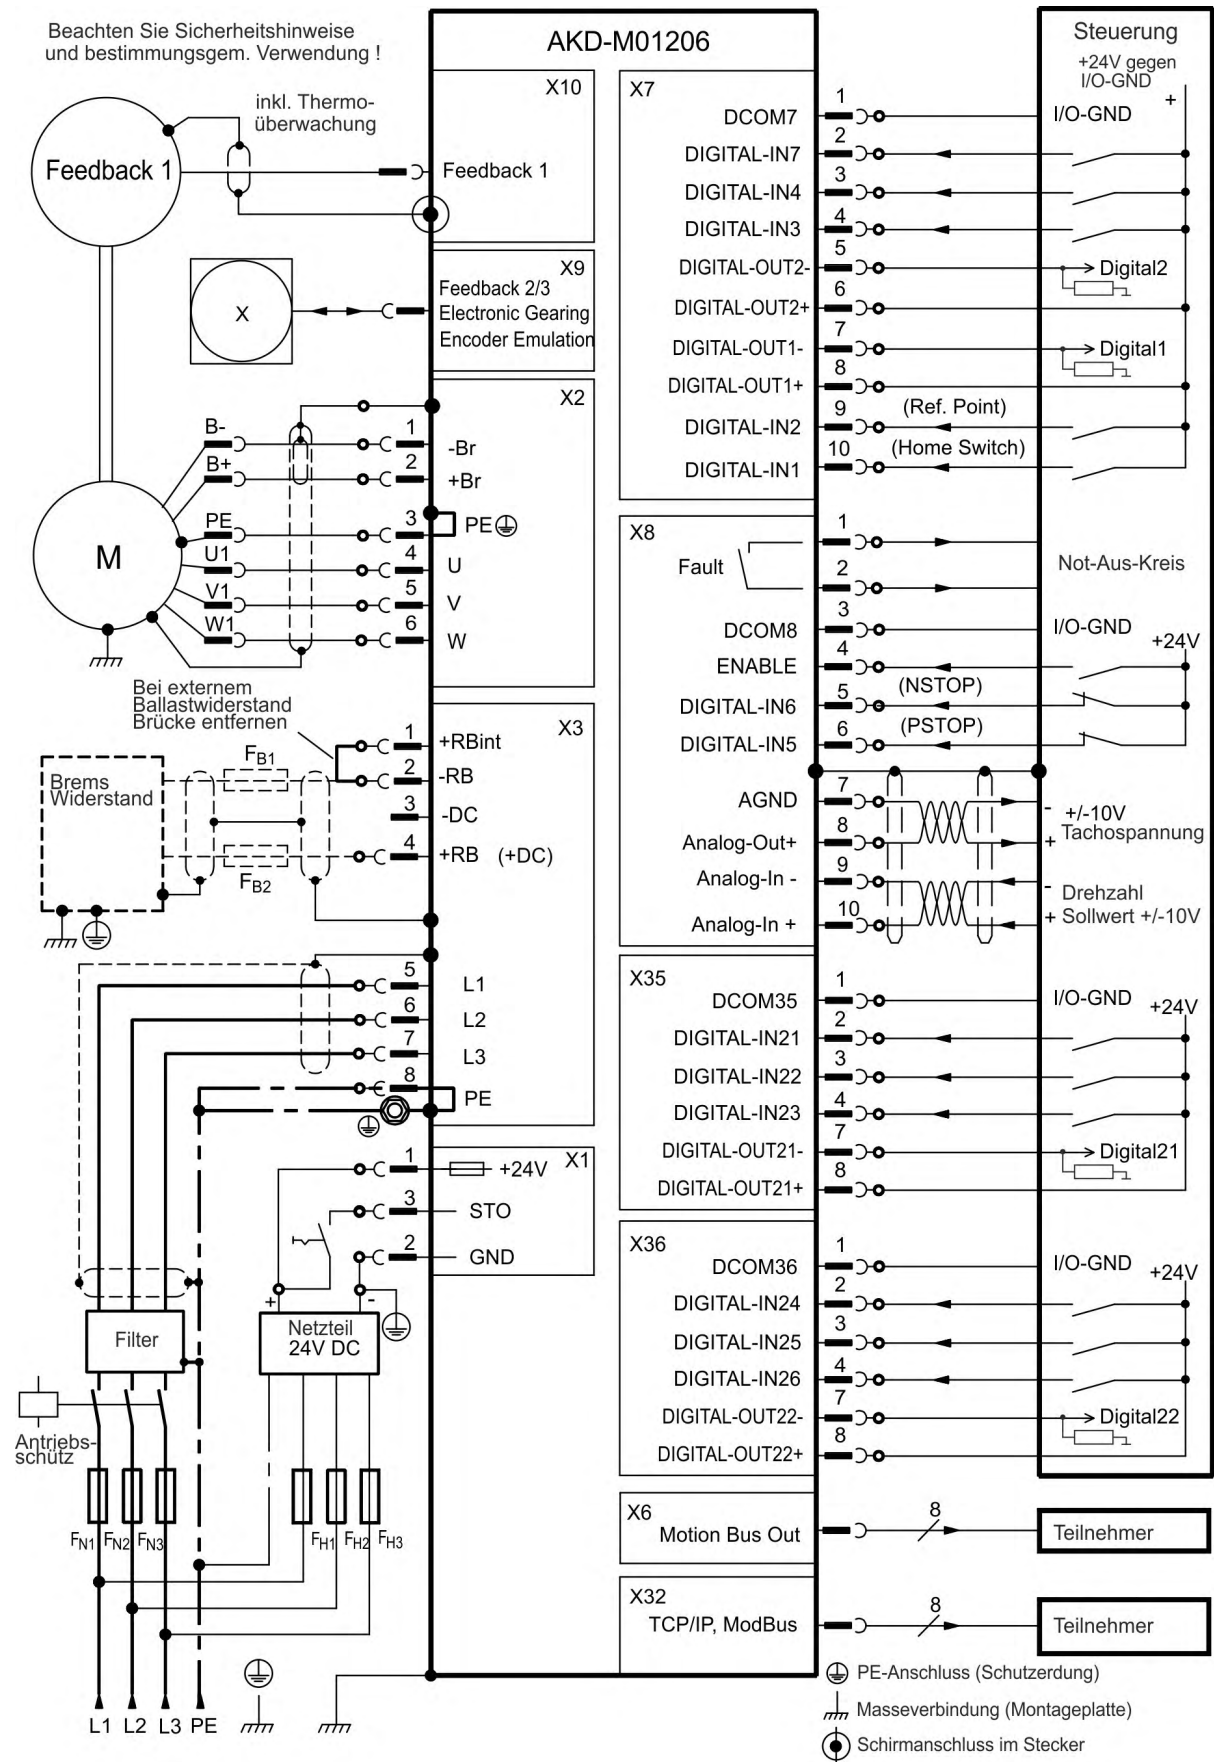 Beachten Sie Sicherheitshinweise
und bestimmungsgem. Verwendung !
AKD-M01206
Steuerung
+24V gegen
I/O-GND
+
X10
inkl. Thermo-
überwachung
Feedback 1
Feedback 1
X9
X
Feedback 2/3
Electronic Gearing
Encoder Emulation
X2
B-
1
-Br
B+
2
+Br
PE
3
PE
M
U1
4
U
V1
5
V
W1
6
W
Bei externem
Ballastwiderstand
Brücke entfernen
X3
Brems
Widerstand
FB1
FB2
1
+RBint
2
-RB
3
-DC
4
+RB (+DC)
5
L1
6
L2
7
L3
8
PE
X1
1
+24V
3
STO
2
GND
+
-
Netzteil
24V DC
Filter
Antriebs-
schütz
FN1
FN2
FN3
FH1
FH2
FH3
L1
L2
L3
PE
X7
DCOM7
1
I/O-GND
DIGITAL-IN7
2
DIGITAL-IN4
3
DIGITAL-IN3
4
DIGITAL-OUT2-
5
Digital2
DIGITAL-OUT2+
6
DIGITAL-OUT1-
7
Digital1
DIGITAL-OUT1+
8
DIGITAL-IN2
9
(Ref. Point)
DIGITAL-IN1
10
(Home Switch)
X8
Fault
1
2
Not-Aus-Kreis
DCOM8
3
I/O-GND
+24V
ENABLE
4
DIGITAL-IN6
5
(NSTOP)
DIGITAL-IN5
6
(PSTOP)
AGND
7
-
+/-10V
Analog-Out+
8
+
Tachospannung
Analog-In -
9
-
Drehzahl
Analog-In +
10
+
Sollwert +/-10V
X35
DCOM35
1
I/O-GND
+24V
DIGITAL-IN21
2
DIGITAL-IN22
3
DIGITAL-IN23
4
DIGITAL-OUT21-
7
Digital21
DIGITAL-OUT21+
8
X36
DCOM36
1
I/O-GND
+24V
DIGITAL-IN24
2
DIGITAL-IN25
3
DIGITAL-IN26
4
DIGITAL-OUT22-
7
Digital22
DIGITAL-OUT22+
8
X6
Motion Bus Out
8
Teilnehmer
X32
TCP/IP, ModBus
8
Teilnehmer
PE-Anschluss (Schutzerdung)
Masseverbindung (Montageplatte)
Schirmanschluss im Stecker